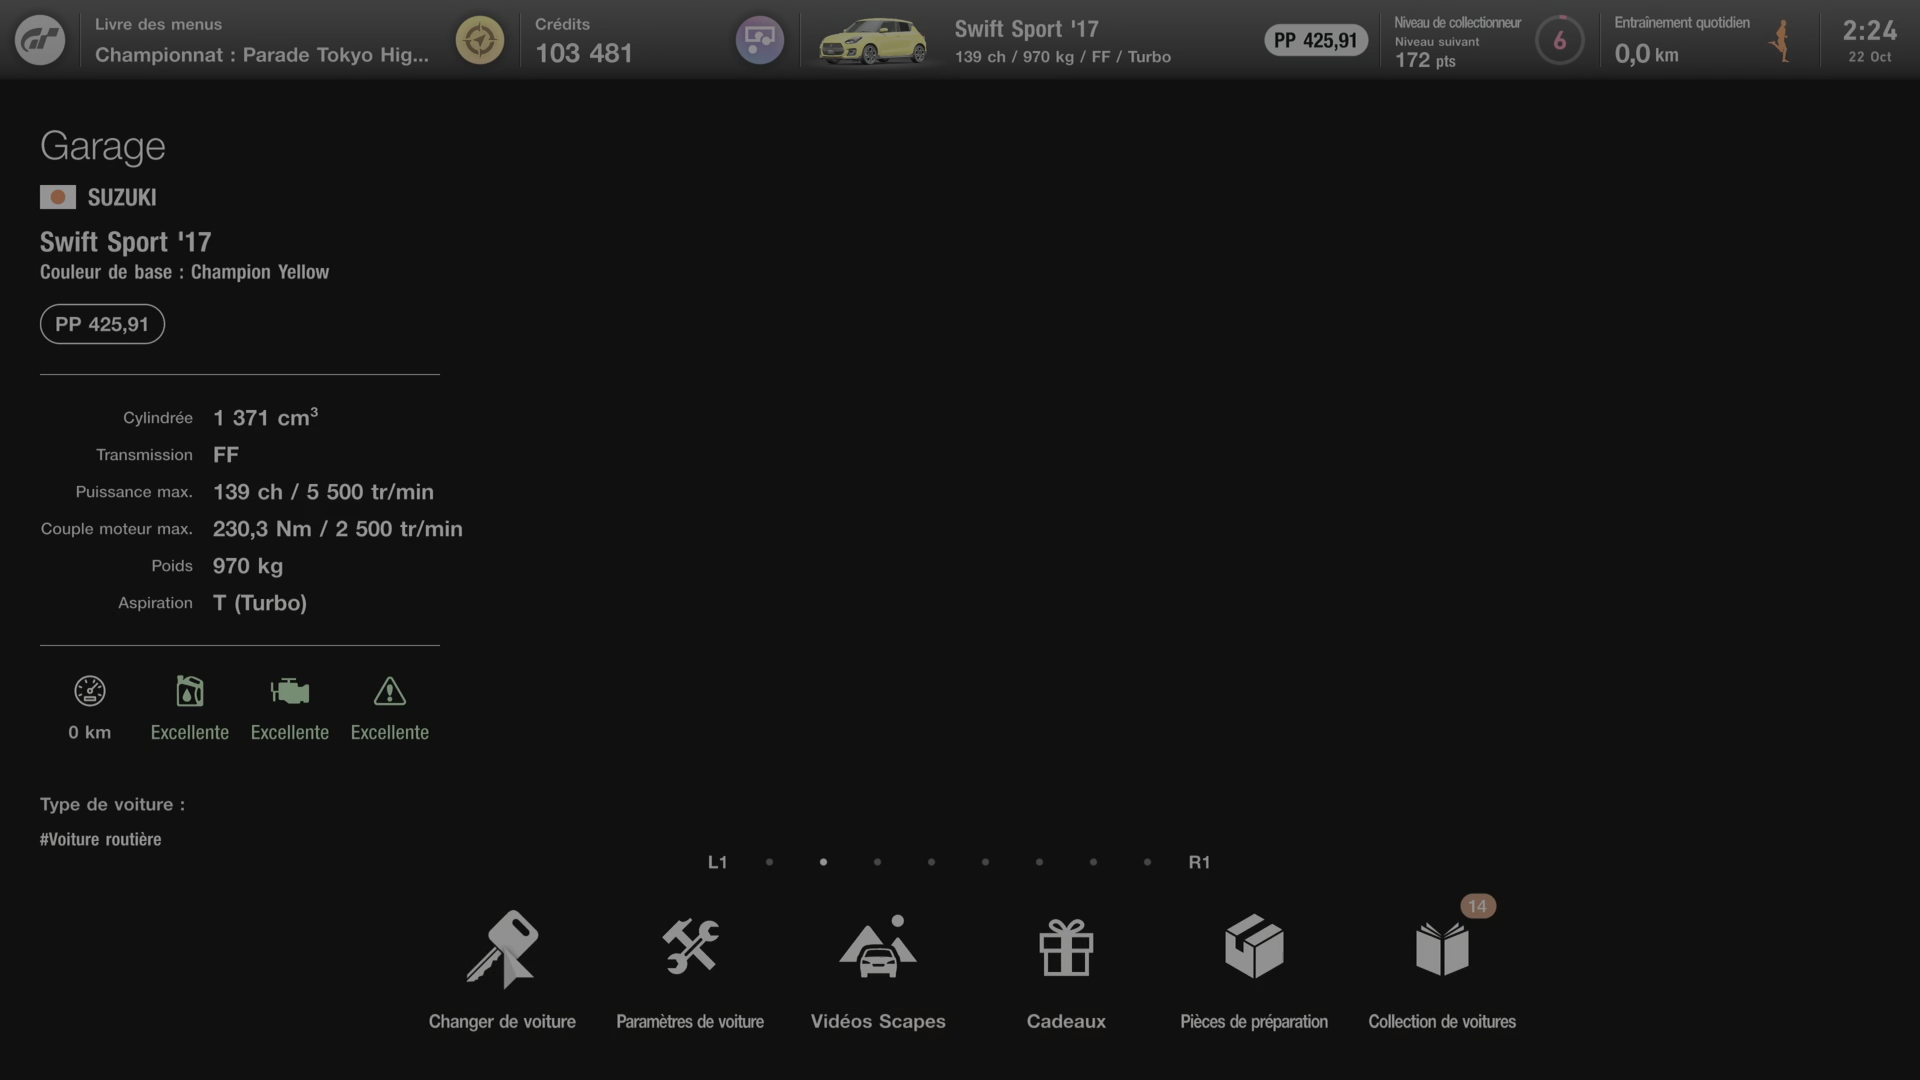 Livre des menus
Championnat : Parade Tokyo Hig...
Crédits
103 481
Swift Sport '17
139 ch / 970 kg / FF / Turbo
PP 425,91
Niveau de collectionneur
Niveau suivant
172 pts
6
Entraînement quotidien
0,0 km
2:24
22 Oct
Garage
SUZUKI
Swift Sport '17
Couleur de base : Champion Yellow
PP 425,91
Cylindrée 1 371 cm³
Transmission FF
Puissance max. 139 ch / 5 500 tr/min
Couple moteur max. 230,3 Nm / 2 500 tr/min
Poids 970 kg
Aspiration T (Turbo)
0 km Excellente Excellente Excellente
Type de voiture :
#Voiture routière
L1 R1
14
Changer de voiture Paramètres de voiture Vidéos Scapes Cadeaux Pièces de préparation Collection de voitures